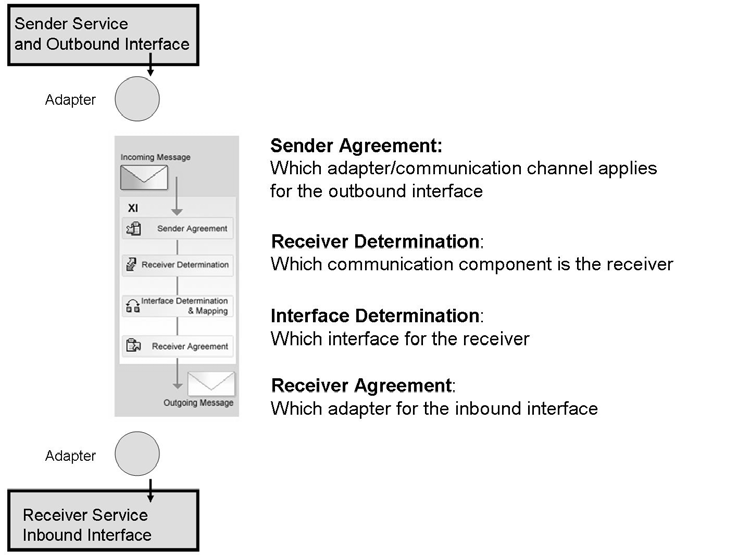 Sender Service
and Outbound Interface
Adapter
Incoming Message
XI
Sender Agreement
Receiver Determination
Interface Determination
& Mapping
Receiver Agreement
Outgoing Message
Sender Agreement:
Which adapter/communication channel applies
for the outbound interface
Receiver Determination:
Which communication component is the receiver
Interface Determination:
Which interface for the receiver
Receiver Agreement:
Which adapter for the inbound interface
Adapter
Receiver Service
Inbound Interface